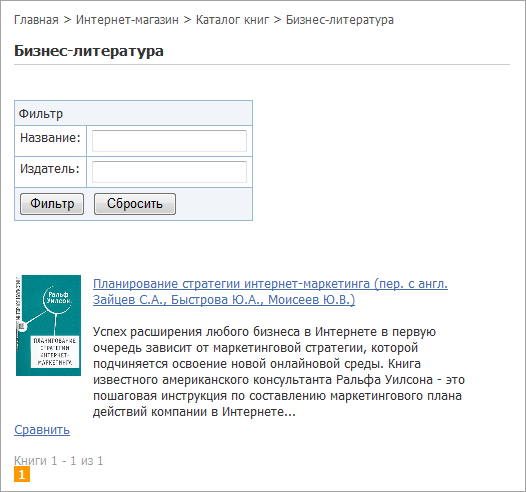 Главная > Интернет-магазин > Каталог книг > Бизнес-литература
Бизнес-литература
Фильтр
Название:
Издатель:
Фильтр Сбросить
Ральф
Уилсон
ПЛАНИРОВАНИЕ
СТРАТЕГИИ
ИНТЕРНЕТ-
МАРКЕТИНГА
Планирование стратегии интернет-маркетинга (пер. с англ.
Зайцев С.А., Быстрова Ю.А., Моисеев Ю.В.)
Успех расширения любого бизнеса в Интернете в первую
очередь зависит от маркетинговой стратегии, которой
подчиняется освоение новой онлайновой среды. Книга
известного американского консультанта Ральфа Уилсона - это
пошаговая инструкция по составлению маркетингового плана
действий компании в Интернете...
Сравнить
Книги 1 - 1 из 1
1